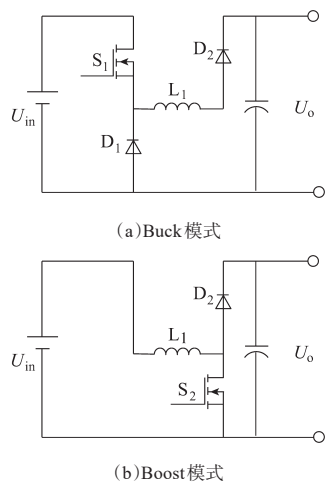 S₁
D₂
L₁
Uᵢₙ
Uₒ
D₁
(a)Buck模式
D₂
L₁
Uᵢₙ
Uₒ
S₂
(b)Boost模式